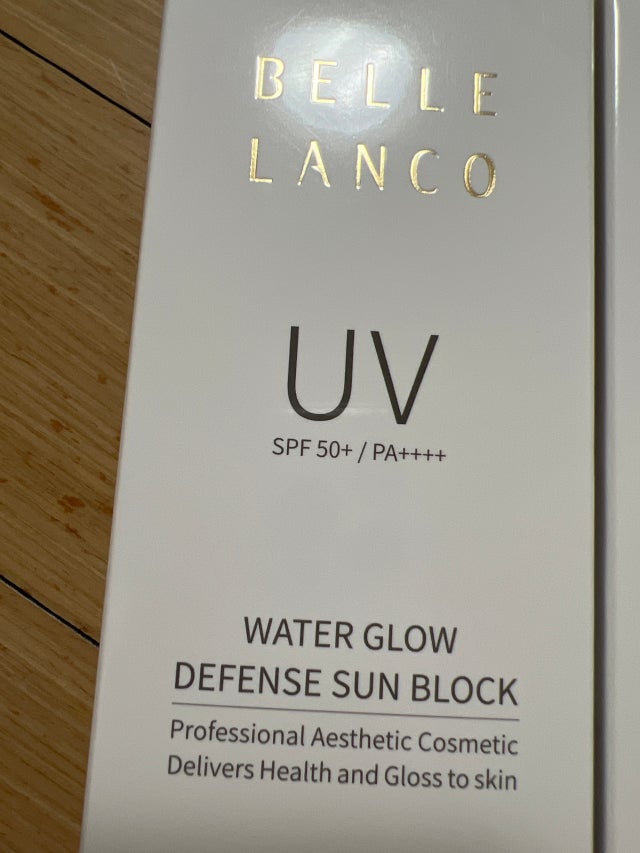 BELLE
LANCO
UV
SPF 50+ / PA++++
WATER GLOW
DEFENSE SUN BLOCK
Professional Aesthetic Cosmetic
Delivers Health and Gloss to skin